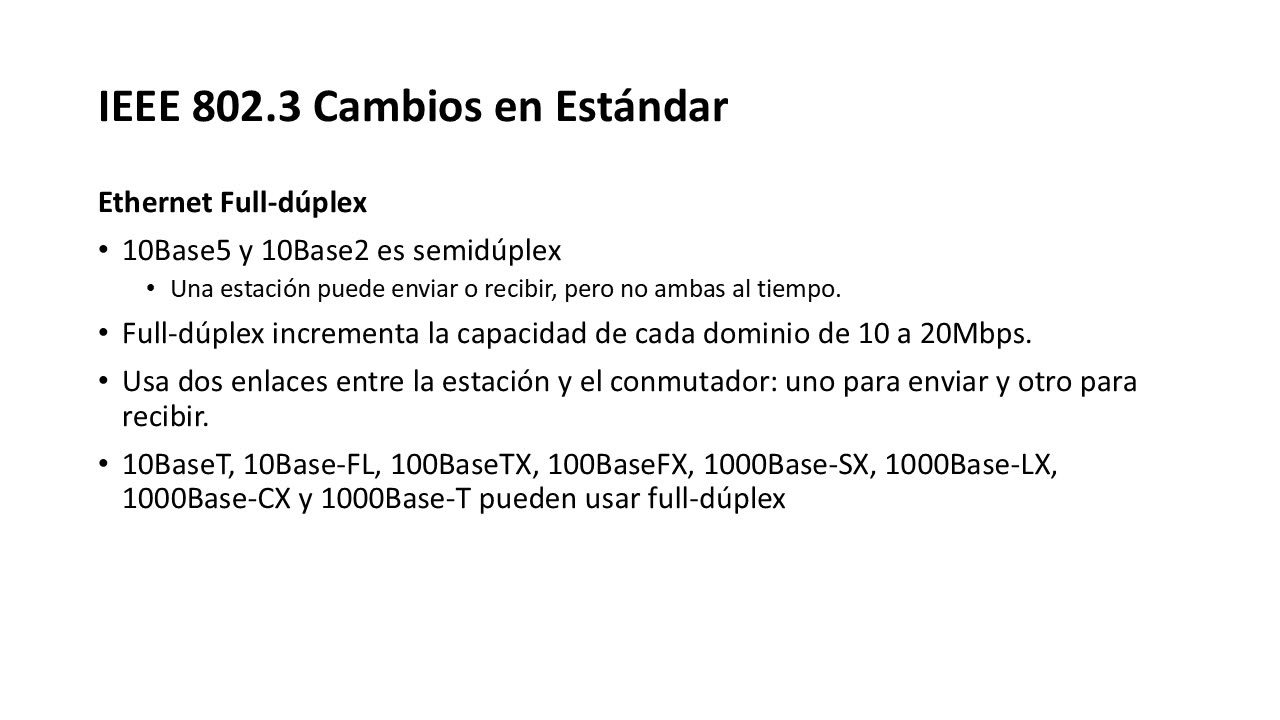 IEEE 802.3 Cambios en Estándar
Ethernet Full-dúplex
• 10Base5 y 10Base2 es semidúplex
• Una estación puede enviar o recibir, pero no ambas al tiempo.
• Full-dúplex incrementa la capacidad de cada dominio de 10 a 20Mbps.
• Usa dos enlaces entre la estación y el conmutador: uno para enviar y otro para
recibir.
• 10BaseT, 10Base-FL, 100BaseTX, 100BaseFX, 1000Base-SX, 1000Base-LX,
1000Base-CX y 1000Base-T pueden usar full-dúplex